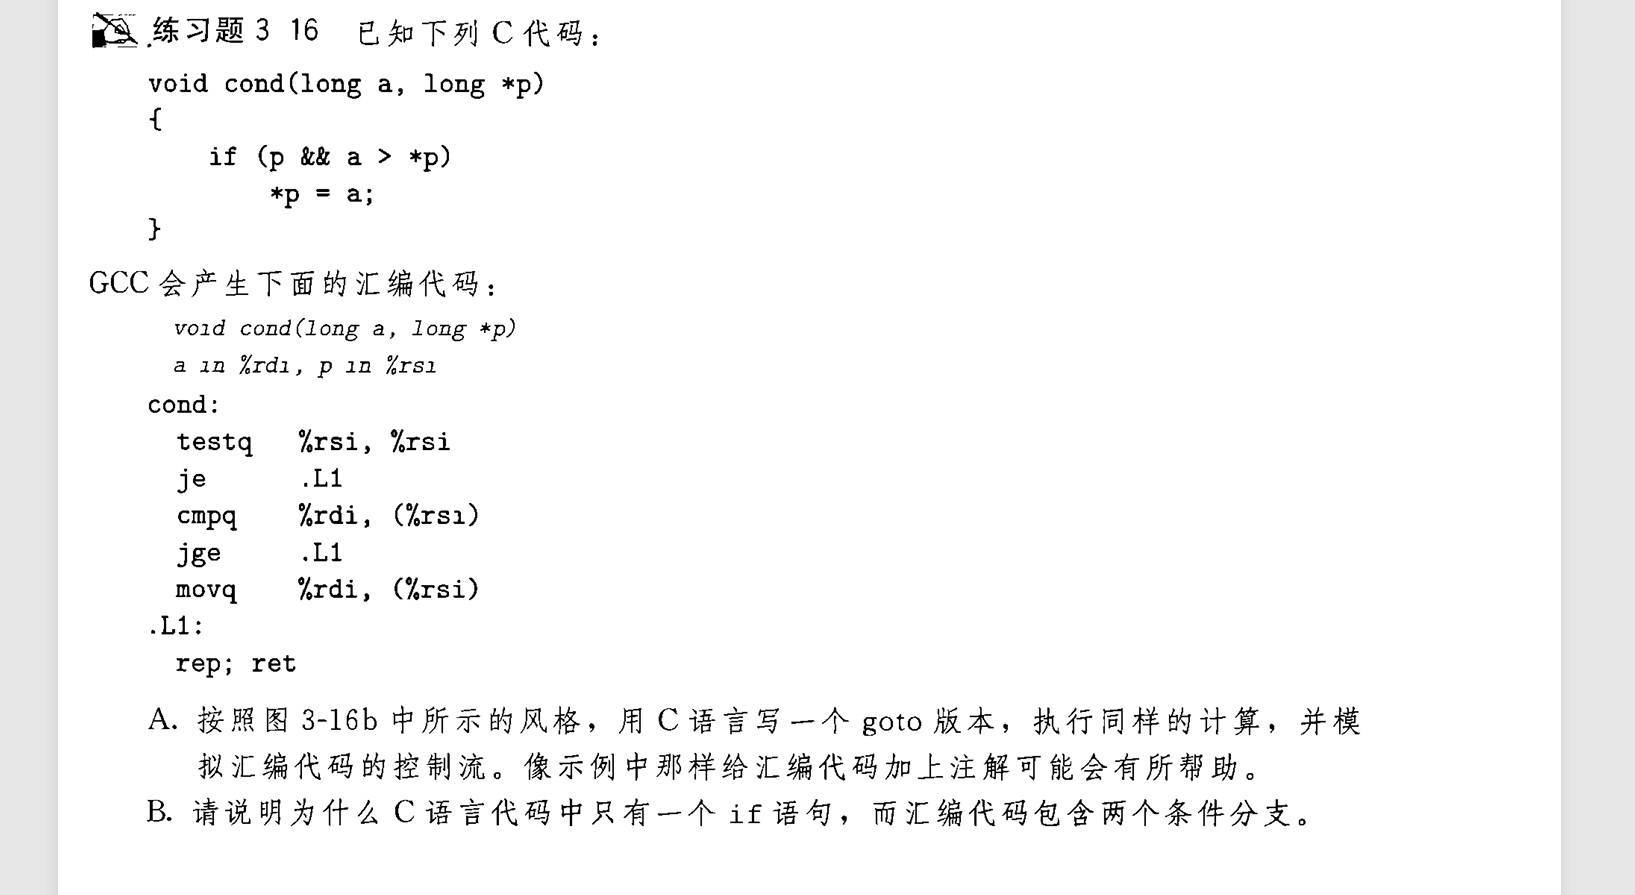 练习题 3 16 已知下列 C 代码:
void cond(long a, long *p)
{
if (p && a > *p)
*p = a;
}
GCC 会产生下面的汇编代码:
void cond(long a, long *p)
a in %rdi, p in %rsi
cond:
testq %rsi, %rsi
je .L1
cmpq %rdi, (%rsi)
jge .L1
movq %rdi, (%rsi)
.L1:
rep; ret
A. 按照图 3-16b 中所示的风格，用 C 语言写一个 goto 版本，执行同样的计算，并模
拟汇编代码的控制流。像示例中那样给汇编代码加上注解可能会有所帮助。
B. 请说明为什么 C 语言代码中只有一个 if 语句，而汇编代码包含两个条件分支。